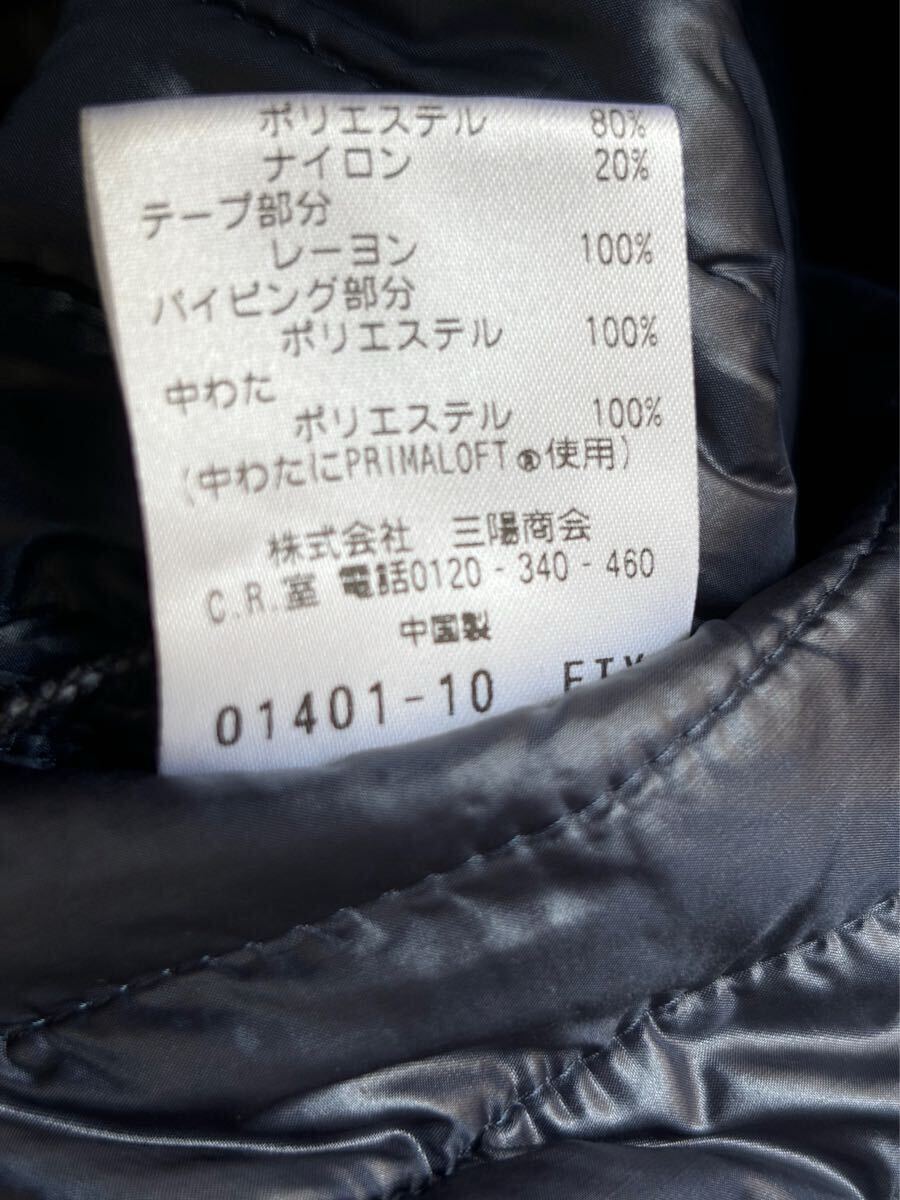 ポリエステル 80%
ナイロン 20%
テープ部分
レーヨン 100%
パイピング部分
ポリエステル 100%
中わた
ポリエステル 100%
(中わたにPRIMALOFT®使用)
株式会社 三陽商会
C.R.室 電話0120-340-460
中国製
01401-10